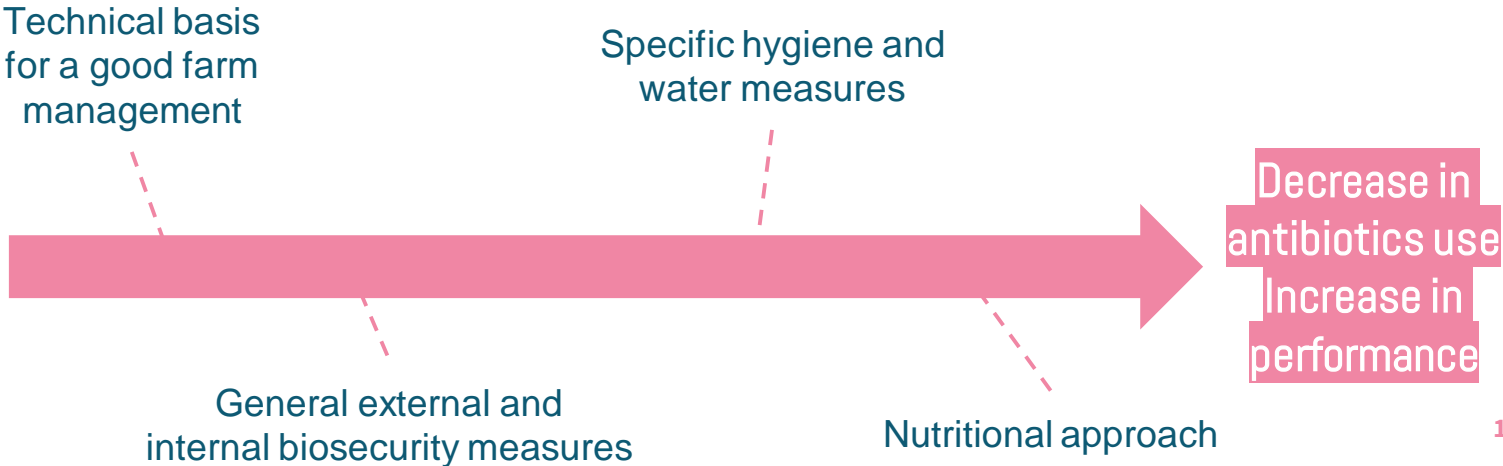 Technical basis
for a good farm
management
Specific hygiene and
water measures
Decrease in
antibiotics use
Increase in
performance
General external and
internal biosecurity measures
Nutritional approach
1